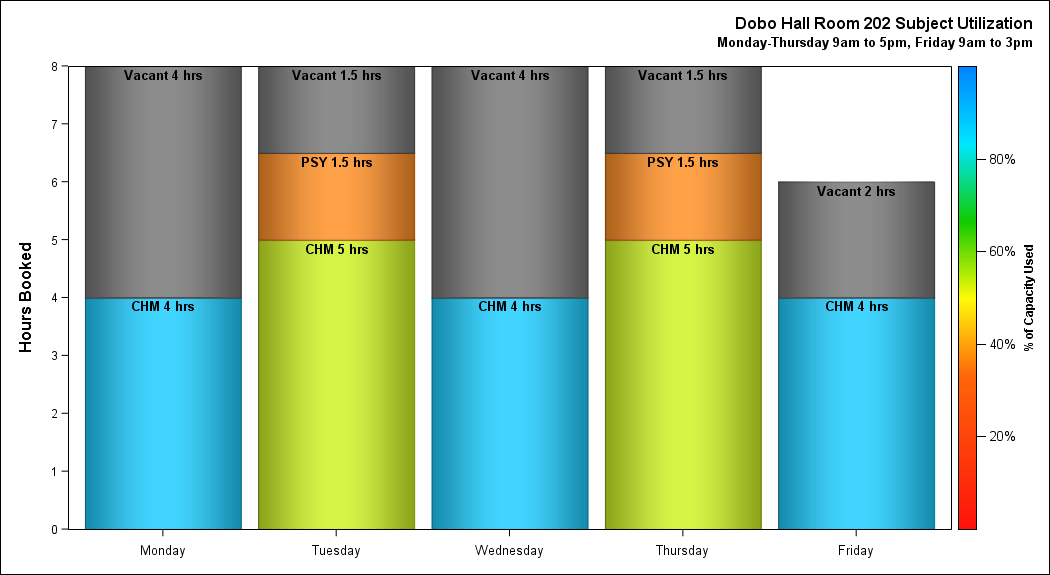 Dobo Hall Room 202 Subject Utilization
Monday-Thursday 9am to 5pm, Friday 9am to 3pm
Hours Booked
8
7
6
5
4
3
2
1
0
Vacant 4 hrs
CHM 4 hrs
Vacant 1.5 hrs
PSY 1.5 hrs
CHM 5 hrs
Vacant 4 hrs
CHM 4 hrs
Vacant 1.5 hrs
PSY 1.5 hrs
CHM 5 hrs
Vacant 2 hrs
CHM 4 hrs
Monday
Tuesday
Wednesday
Thursday
Friday
80%
60%
40%
20%
% of Capacity Used